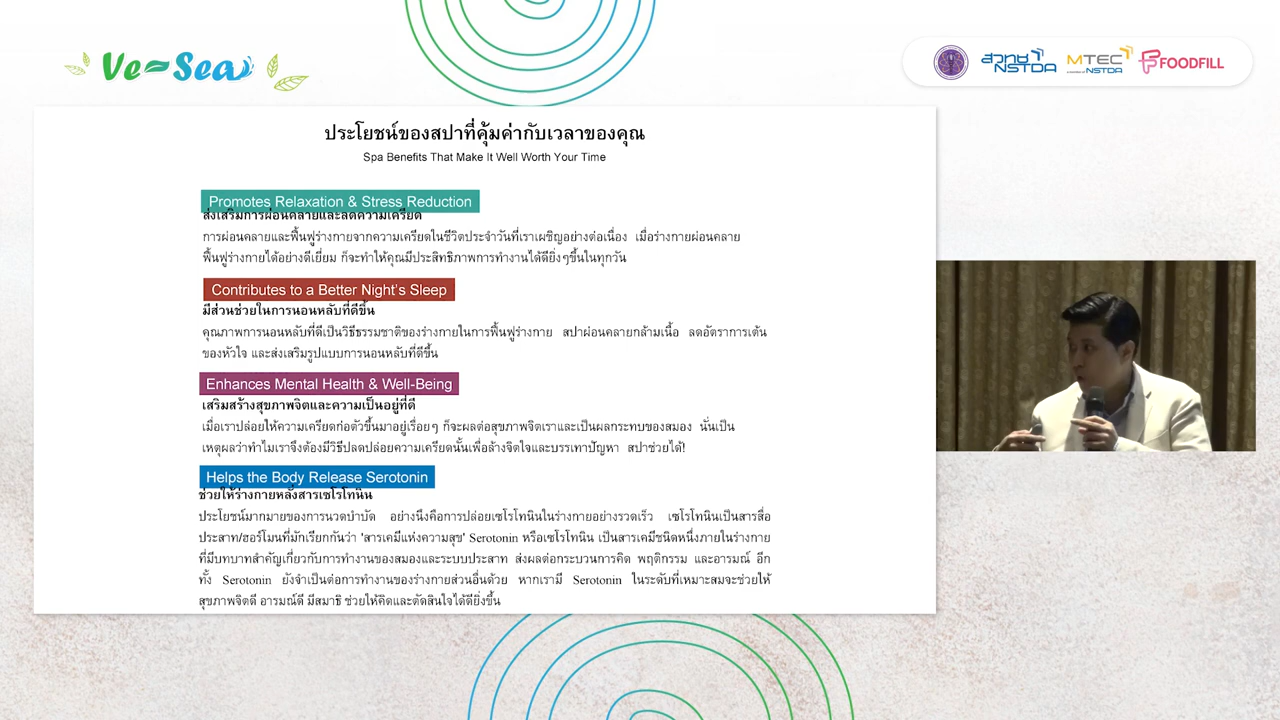 Ve-Sea
สวทช
NSTDA
MTEC
NSTDA
FOODFILL
ประโยชน์ของสปาที่คุ้มค่ากับเวลาของคุณ
Spa Benefits That Make It Well Worth Your Time
Promotes Relaxation & Stress Reduction
ส่งเสริมการผ่อนคลายและลดความเครียด
การผ่อนคลายและฟื้นฟูร่างกายจากความเครียดในชีวิตประจำวันที่เราเผชิญอย่างต่อเนื่อง เมื่อร่างกายผ่อนคลาย
ฟื้นฟูร่างกายได้อย่างดีเยี่ยม ก็จะทำให้คุณมีประสิทธิภาพการทำงานได้ดียิ่งๆขึ้นในทุกวัน
Contributes to a Better Night's Sleep
มีส่วนช่วยในการนอนหลับที่ดีขึ้น
คุณภาพการนอนหลับที่ดีเป็นวิธีธรรมชาติของร่างกายในการฟื้นฟูร่างกาย สปาผ่อนคลายกล้ามเนื้อ ลดอัตราการเต้น
ของหัวใจ และส่งเสริมรูปแบบการนอนหลับที่ดีขึ้น
Enhances Mental Health & Well-Being
เสริมสร้างสุขภาพจิตและความเป็นอยู่ที่ดี
เมื่อเราปล่อยให้ความเครียดก่อตัวขึ้นมาอยู่เรื่อยๆ ก็จะผลต่อสุขภาพจิตเราและเป็นผลกระทบของสมอง นั่นเป็น
เหตุผลว่าทำไมเราจึงต้องมีวิธีปลดปล่อยความเครียดนั้นเพื่อล้างจิตใจและบรรเทาปัญหา สปาช่วยได้!
Helps the Body Release Serotonin
ช่วยให้ร่างกายหลั่งสารเซโรโทนิน
ประโยชน์มากมายของการนวดบำบัด อย่างนึงคือการปล่อยเซโรโทนินในร่างกายอย่างรวดเร็ว เซโรโทนินเป็นสารสื่อ
ประสาท/ฮอร์โมนที่มักเรียกกันว่า 'สารเคมีแห่งความสุข' Serotonin หรือเซโรโทนิน เป็นสารเคมีชนิดหนึ่งภายในร่างกาย
ที่มีบทบาทสำคัญเกี่ยวกับการทำงานของสมองและระบบประสาท ส่งผลต่อกระบวนการคิด พฤติกรรม และอารมณ์ อีก
ทั้ง Serotonin ยังจำเป็นต่อการทำงานของร่างกายส่วนอื่นด้วย หากเรามี Serotonin ในระดับที่เหมาะสมจะช่วยให้
สุขภาพจิตดี อารมณ์ดี มีสมาธิ ช่วยให้คิดและตัดสินใจได้ดียิ่งขึ้น